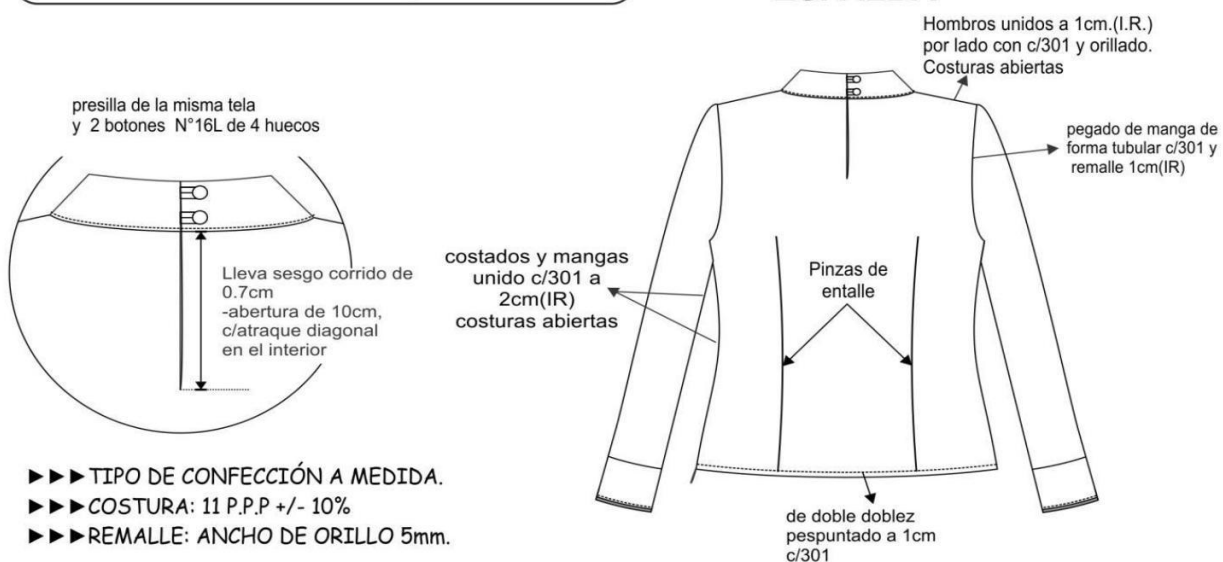 Hombros unidos a 1cm.(I.R.)
por lado con c/301 y orillado.
Costuras abiertas
presilla de la misma tela
y 2 botones N°16L de 4 huecos
pegado de manga de
forma tubular c/301 y
remalle 1cm(IR)
Lleva sesgo corrido de
0.7cm
-abertura de 10cm,
c/atraque diagonal
en el interior
costados y mangas
unido c/301 a
2cm(IR)
costuras abiertas
Pinzas de
entalle
►►►TIPO DE CONFECCIÓN A MEDIDA.
►►►COSTURA: 11 P.P.P +/- 10%
►►►REMALLE: ANCHO DE ORILLO 5mm.
de doble doblez
pespuntado a 1cm
c/301